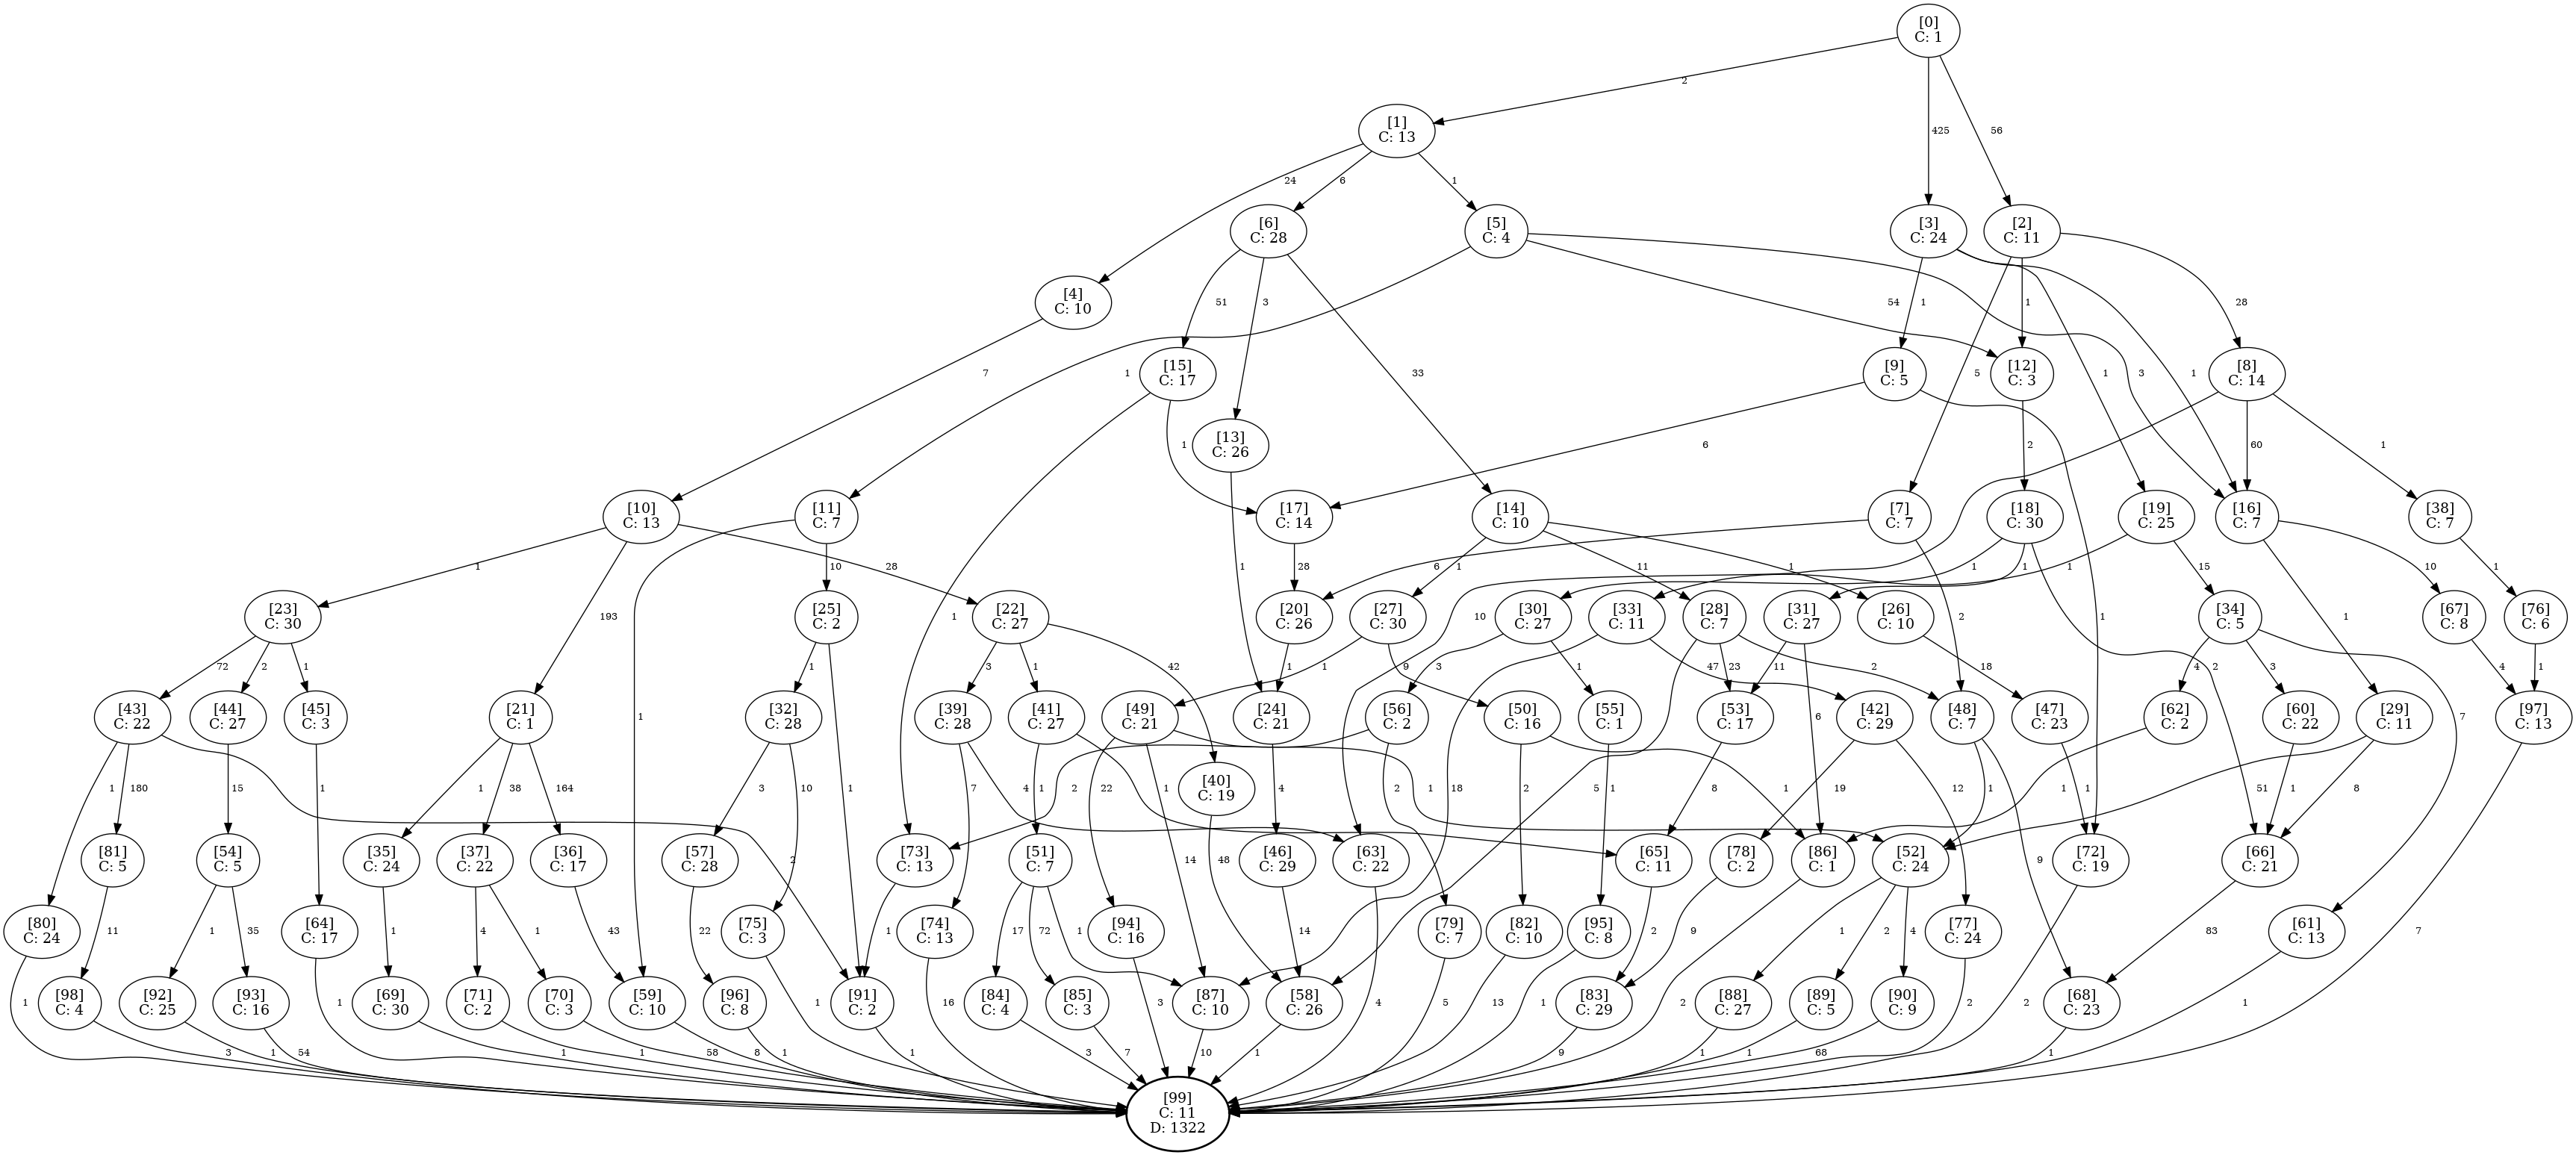 [0]
C: 1
2
425
56
[1]
C: 13
24
6
1
[6]
C: 28
[5]
C: 4
[3]
C: 24
[2]
C: 11
[4]
C: 10
51
3
54
1
1
28
7
[15]
C: 17
1
33
[9]
C: 5
[12]
C: 3
5
1
1
3
[8]
C: 14
[13]
C: 26
1
6
2
60
1
[10]
C: 13
[11]
C: 7
[17]
C: 14
[14]
C: 10
[7]
C: 7
[18]
C: 30
[19]
C: 25
[16]
C: 7
[38]
C: 7
1
193
28
10
1
28
6
1
11
1
1
1
1
15
10
1
[23]
C: 30
[22]
C: 27
[25]
C: 2
1
[20]
C: 26
[27]
C: 30
10
[30]
C: 27
[33]
C: 11
[28]
C: 7
[31]
C: 27
[26]
C: 10
2
1
[34]
C: 5
1
[67]
C: 8
[76]
C: 6
72
2
1
3
1
42
1
1
1
9
3
1
47
23
11
2
18
2
4
3
4
1
[43]
C: 22
[44]
C: 27
[45]
C: 3
[21]
C: 1
1
[32]
C: 28
[39]
C: 28
[41]
C: 27
[49]
C: 21
[24]
C: 21
[56]
C: 2
[50]
C: 16
[55]
C: 1
[53]
C: 17
6
[42]
C: 29
[48]
C: 7
[47]
C: 23
[62]
C: 2
[60]
C: 22
[29]
C: 11
7
[97]
C: 13
1
180
15
1
1
38
164
3
10
1
7
4
1
22
1
[40]
C: 19
4
2
2
1
18
5
2
1
1
8
19
12
1
1
1
1
51
8
[81]
C: 5
[54]
C: 5
2
[35]
C: 24
[37]
C: 22
[36]
C: 17
[57]
C: 28
[73]
C: 13
[51]
C: 7
14
48
[46]
C: 29
[63]
C: 22
[65]
C: 11
[78]
C: 2
[86]
C: 1
[52]
C: 24
9
[72]
C: 19
[66]
C: 21
[80]
C: 24
11
1
35
[64]
C: 17
1
4
1
43
22
[75]
C: 3
1
[74]
C: 13
17
72
1
[94]
C: 16
14
[79]
C: 7
[82]
C: 10
[95]
C: 8
2
9
1
2
4
[77]
C: 24
83
[61]
C: 13
7
1
[98]
C: 4
[92]
C: 25
[93]
C: 16
1
[69]
C: 30
[71]
C: 2
[70]
C: 3
[59]
C: 10
[96]
C: 8
1
[91]
C: 2
16
[84]
C: 4
[85]
C: 3
3
[87]
C: 10
[58]
C: 26
4
5
13
1
[83]
C: 29
2
[88]
C: 27
[89]
C: 5
[90]
C: 9
2
2
[68]
C: 23
1
3
1
54
1
1
58
8
1
1
3
7
10
1
9
1
1
68
1
[99]
C: 11
D: 1322